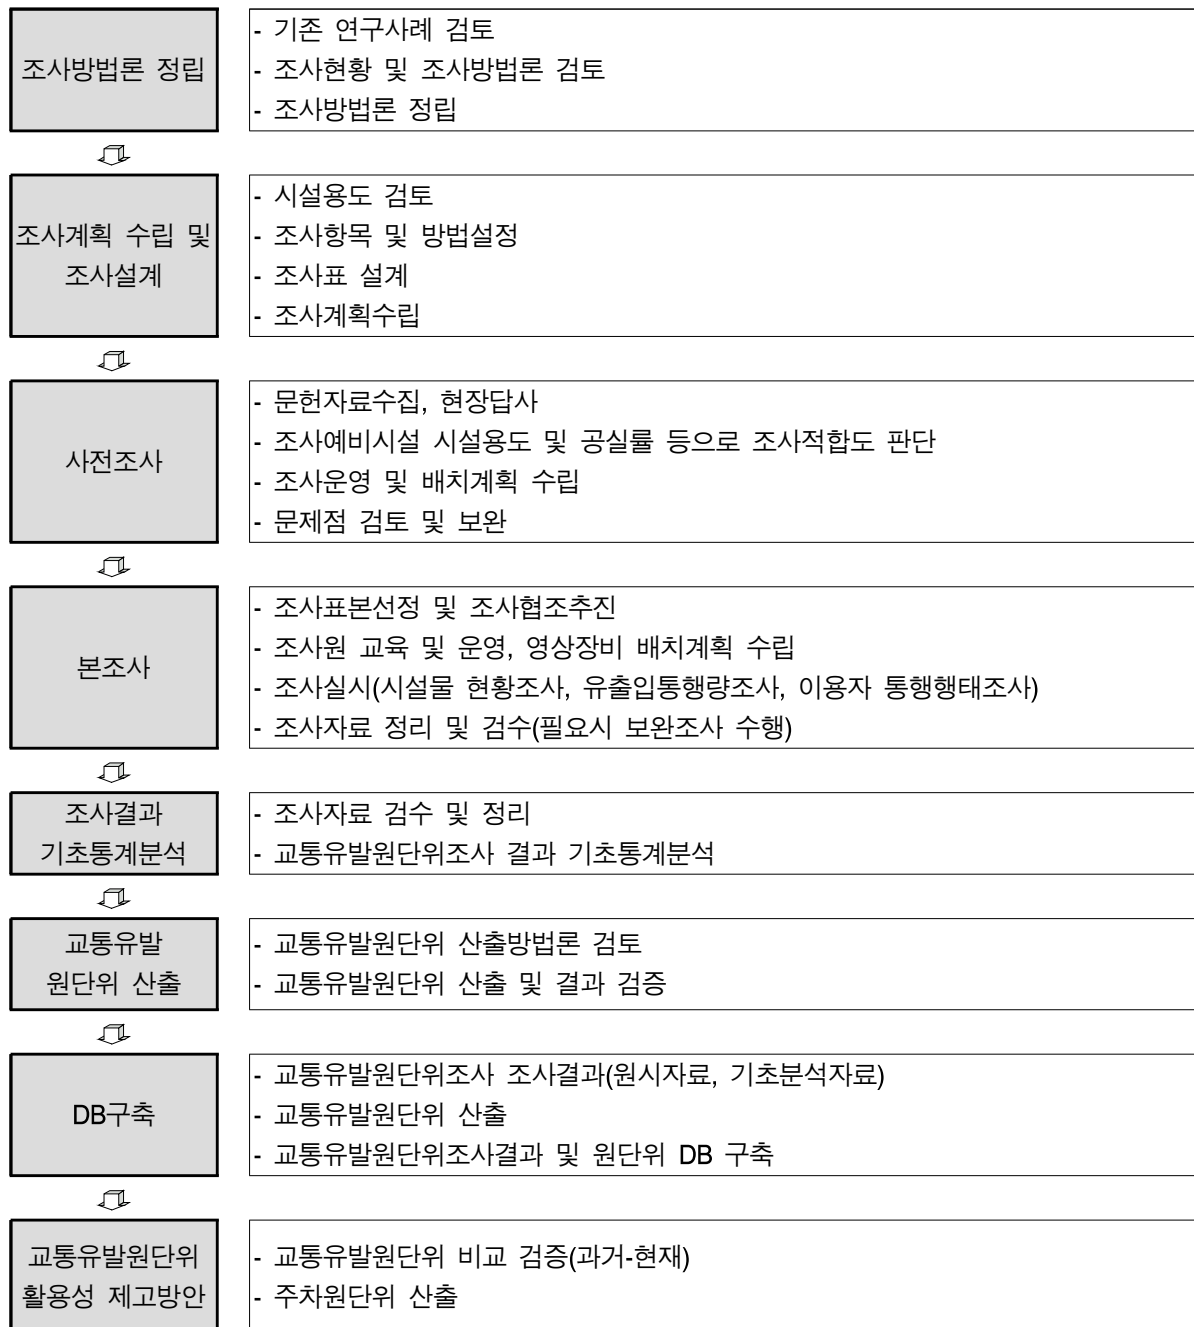 조사방법론 정립
- 기존 연구사례 검토
- 조사현황 및 조사방법론 검토
- 조사방법론 정립
조사계획 수립 및
조사설계
- 시설용도 검토
- 조사항목 및 방법설정
- 조사표 설계
- 조사계획수립
사전조사
- 문헌자료수집, 현장답사
- 조사예비시설 시설용도 및 공실률 등으로 조사적합도 판단
- 조사운영 및 배치계획 수립
- 문제점 검토 및 보완
본조사
- 조사표본선정 및 조사협조추진
- 조사원 교육 및 운영, 영상장비 배치계획 수립
- 조사실시(시설물 현황조사, 유출입통행량조사, 이용자 통행행태조사)
- 조사자료 정리 및 검수(필요시 보완조사 수행)
조사결과
기초통계분석
- 조사자료 검수 및 정리
- 교통유발원단위조사 결과 기초통계분석
교통유발
원단위 산출
- 교통유발원단위 산출방법론 검토
- 교통유발원단위 산출 및 결과 검증
DB구축
- 교통유발원단위조사 조사결과(원시자료, 기초분석자료)
- 교통유발원단위 산출
- 교통유발원단위조사결과 및 원단위 DB 구축
교통유발원단위
활용성 제고방안
- 교통유발원단위 비교 검증(과거-현재)
- 주차원단위 산출